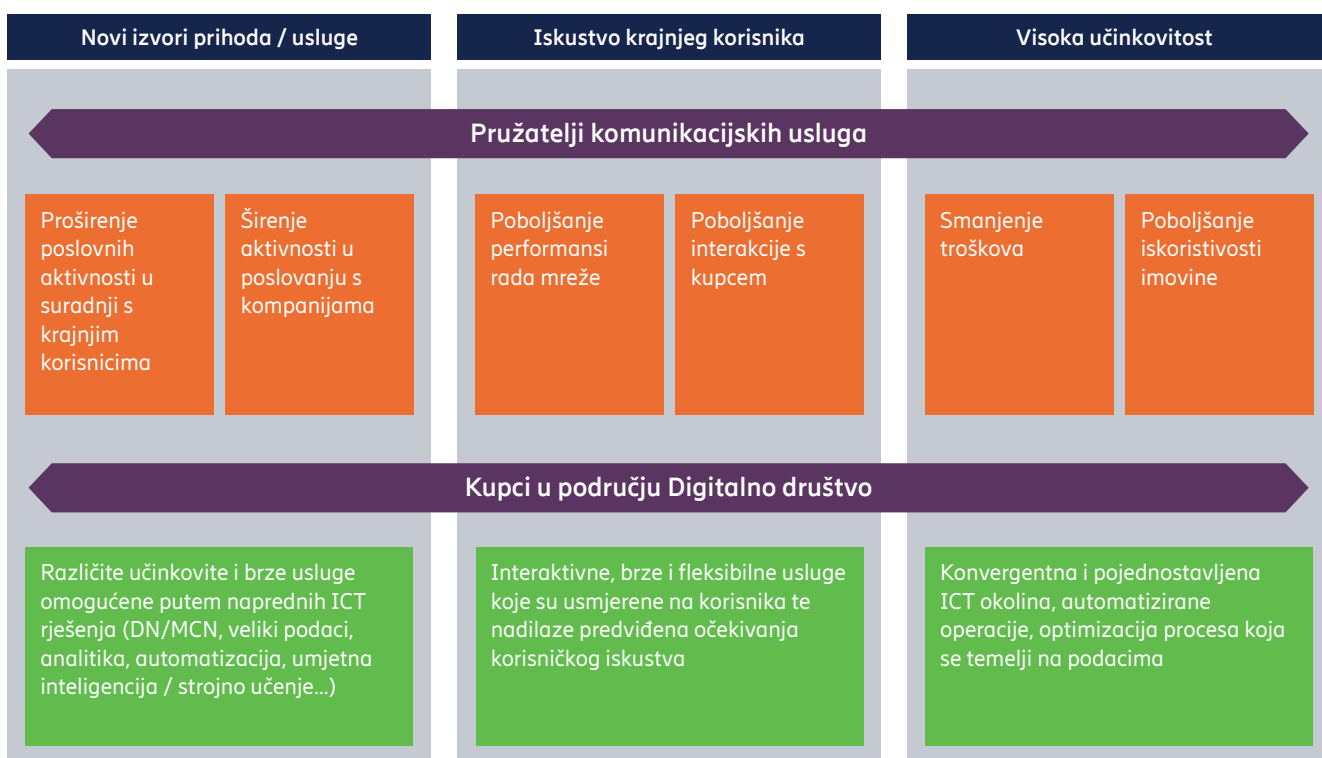 Novi izvori prihoda / usluge
Iskustvo krajnjeg korisnika
Visoka učinkovitost
Pružatelji komunikacijskih usluga
Proširenje
poslovnih
aktivnosti u
suradnji s
krajnjim
korisnicima
Širenje
aktivnosti u
poslovanju s
kompanijama
Poboljšanje
performansi
rada mreže
Poboljšanje
interakcije s
kupcem
Smanjenje
troškova
Poboljšanje
iskoristivosti
imovine
Kupci u području Digitalno društvo
Različite učinkovite i brze usluge
omogućene putem naprednih ICT
rješenja (DN/MCN, veliki podaci,
analitika, automatizacija, umjetna
inteligencija / strojno učenje...)
Interaktivne, brze i fleksibilne usluge
koje su usmjerene na korisnika te
nadilaze predviđena očekivanja
korisničkog iskustva
Konvergentna i pojednostavljena
ICT okolina, automatizirane
operacije, optimizacija procesa koja
se temelji na podacima